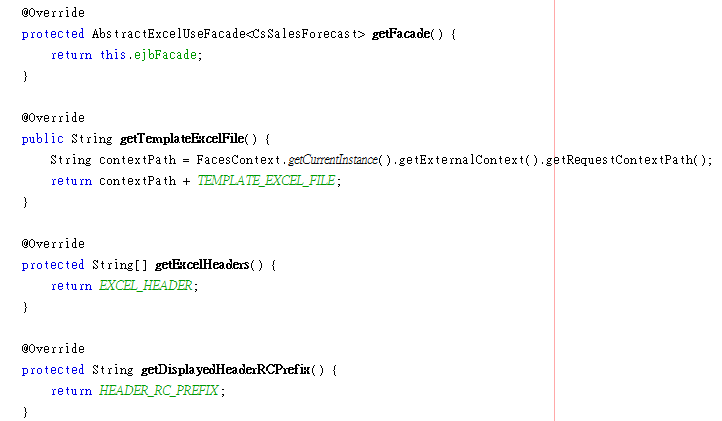 @Override
protected AbstractExcelUseFacade<CsSalesForecast> getFacade() {
    return this.ejbFacade;
}

@Override
public String getTemplateExcelFile() {
    String contextPath = FacesContext.getCurrentInstance().getExternalContext().getRequestContextPath();
    return contextPath + TEMPLATE_EXCEL_FILE;
}

@Override
protected String[] getExcelHeaders() {
    return EXCEL_HEADER;
}

@Override
protected String getDisplayedHeaderRCPrefix() {
    return HEADER_RC_PREFIX;
}